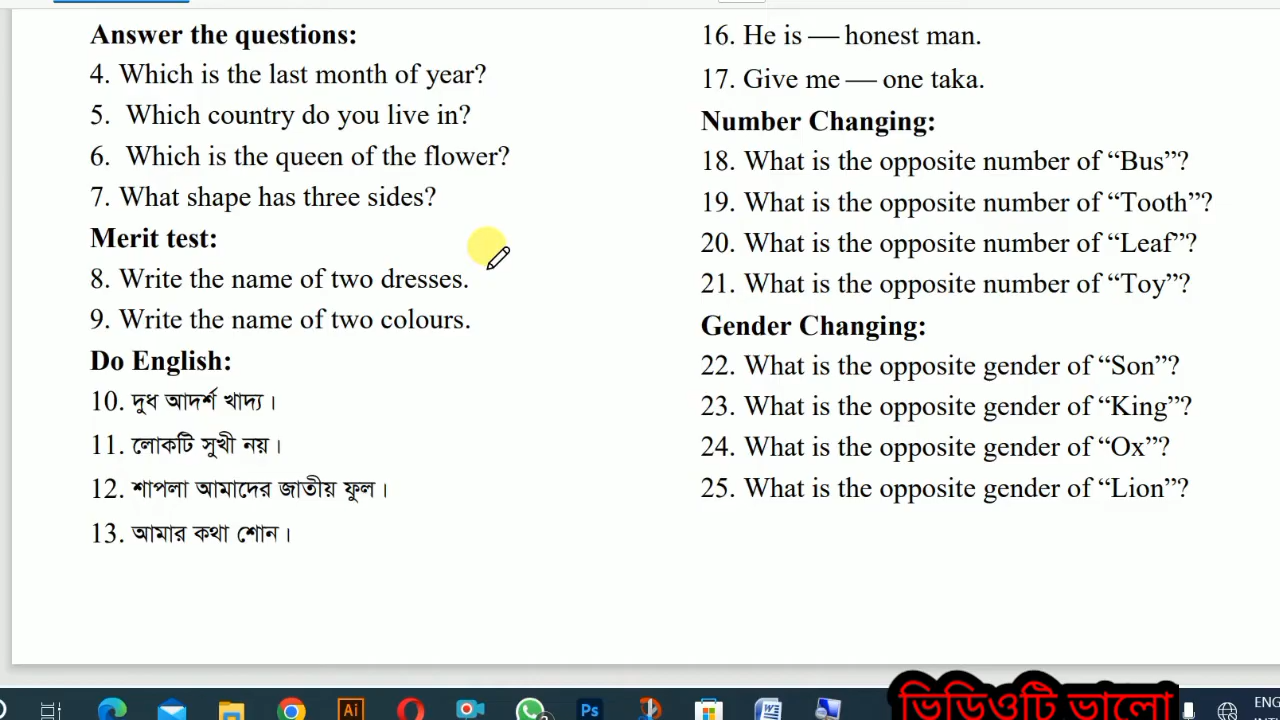 Answer the questions:
4. Which is the last month of year?
5. Which country do you live in?
6. Which is the queen of the flower?
7. What shape has three sides?
Merit test:
8. Write the name of two dresses.
9. Write the name of two colours.
Do English:
10. দুধ আদর্শ খাদ্য।
11. লোকটি সুখী নয়।
12. শাপলা আমাদের জাতীয় ফুল।
13. আমার কথা শোন।
16. He is — honest man.
17. Give me — one taka.
Number Changing:
18. What is the opposite number of “Bus”?
19. What is the opposite number of “Tooth”?
20. What is the opposite number of “Leaf”?
21. What is the opposite number of “Toy”?
Gender Changing:
22. What is the opposite gender of “Son”?
23. What is the opposite gender of “King”?
24. What is the opposite gender of “Ox”?
25. What is the opposite gender of “Lion”?
Ai
Ps
ভিডিওটি ভালো
ENG